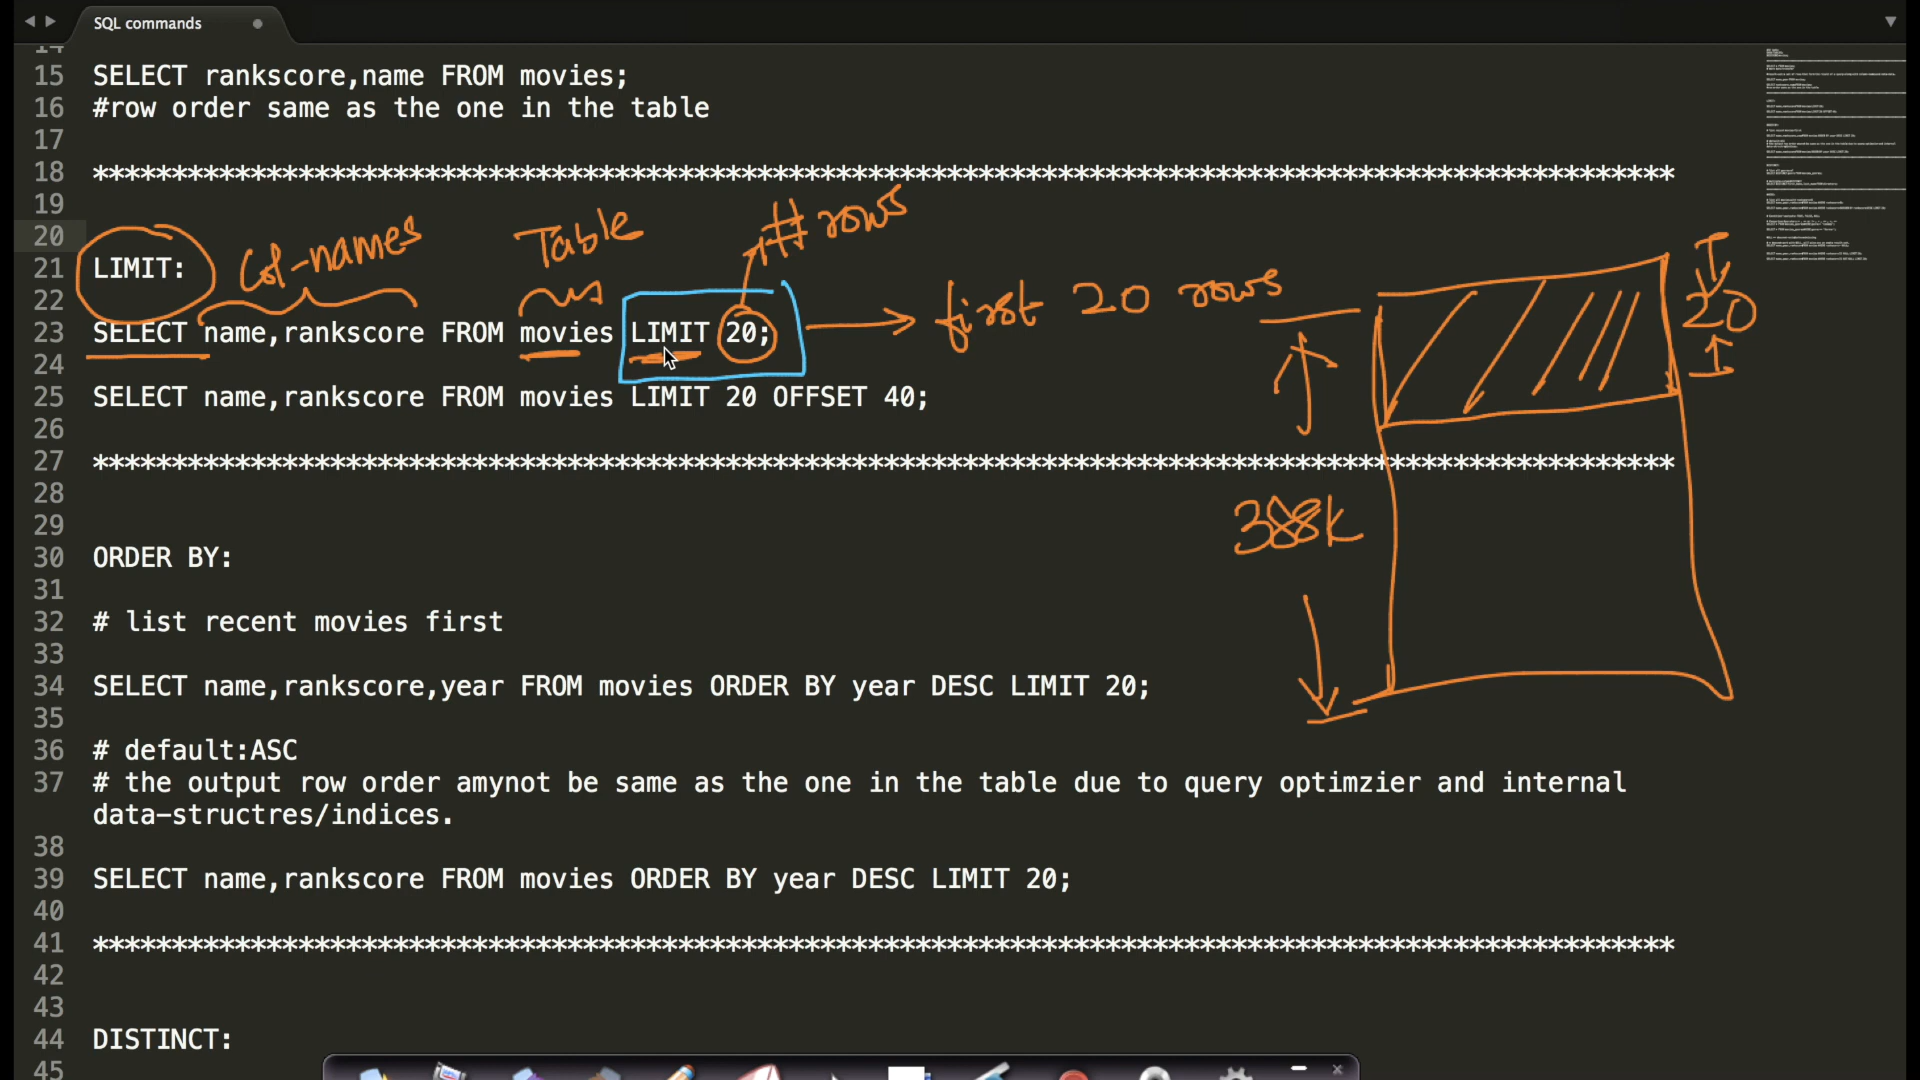 SQL commands
14
15 SELECT rankscore,name FROM movies;
16 #row order same as the one in the table
17
18 *****************************************************************************************************
19
# rows
20
Col-names Table
21 LIMIT:
22
first 20 rows
20
23 SELECT name,rankscore FROM movies LIMIT 20;
24
25 SELECT name,rankscore FROM movies LIMIT 20 OFFSET 40;
26
27 *****************************************************************************************************
28
388k
29
30 ORDER BY:
31
32 # list recent movies first
33
34 SELECT name,rankscore,year FROM movies ORDER BY year DESC LIMIT 20;
35
36 # default:ASC
37 # the output row order amynot be same as the one in the table due to query optimzier and internal
data-structres/indices.
38
39 SELECT name,rankscore FROM movies ORDER BY year DESC LIMIT 20;
40
41 *****************************************************************************************************
42
43
44 DISTINCT:
45